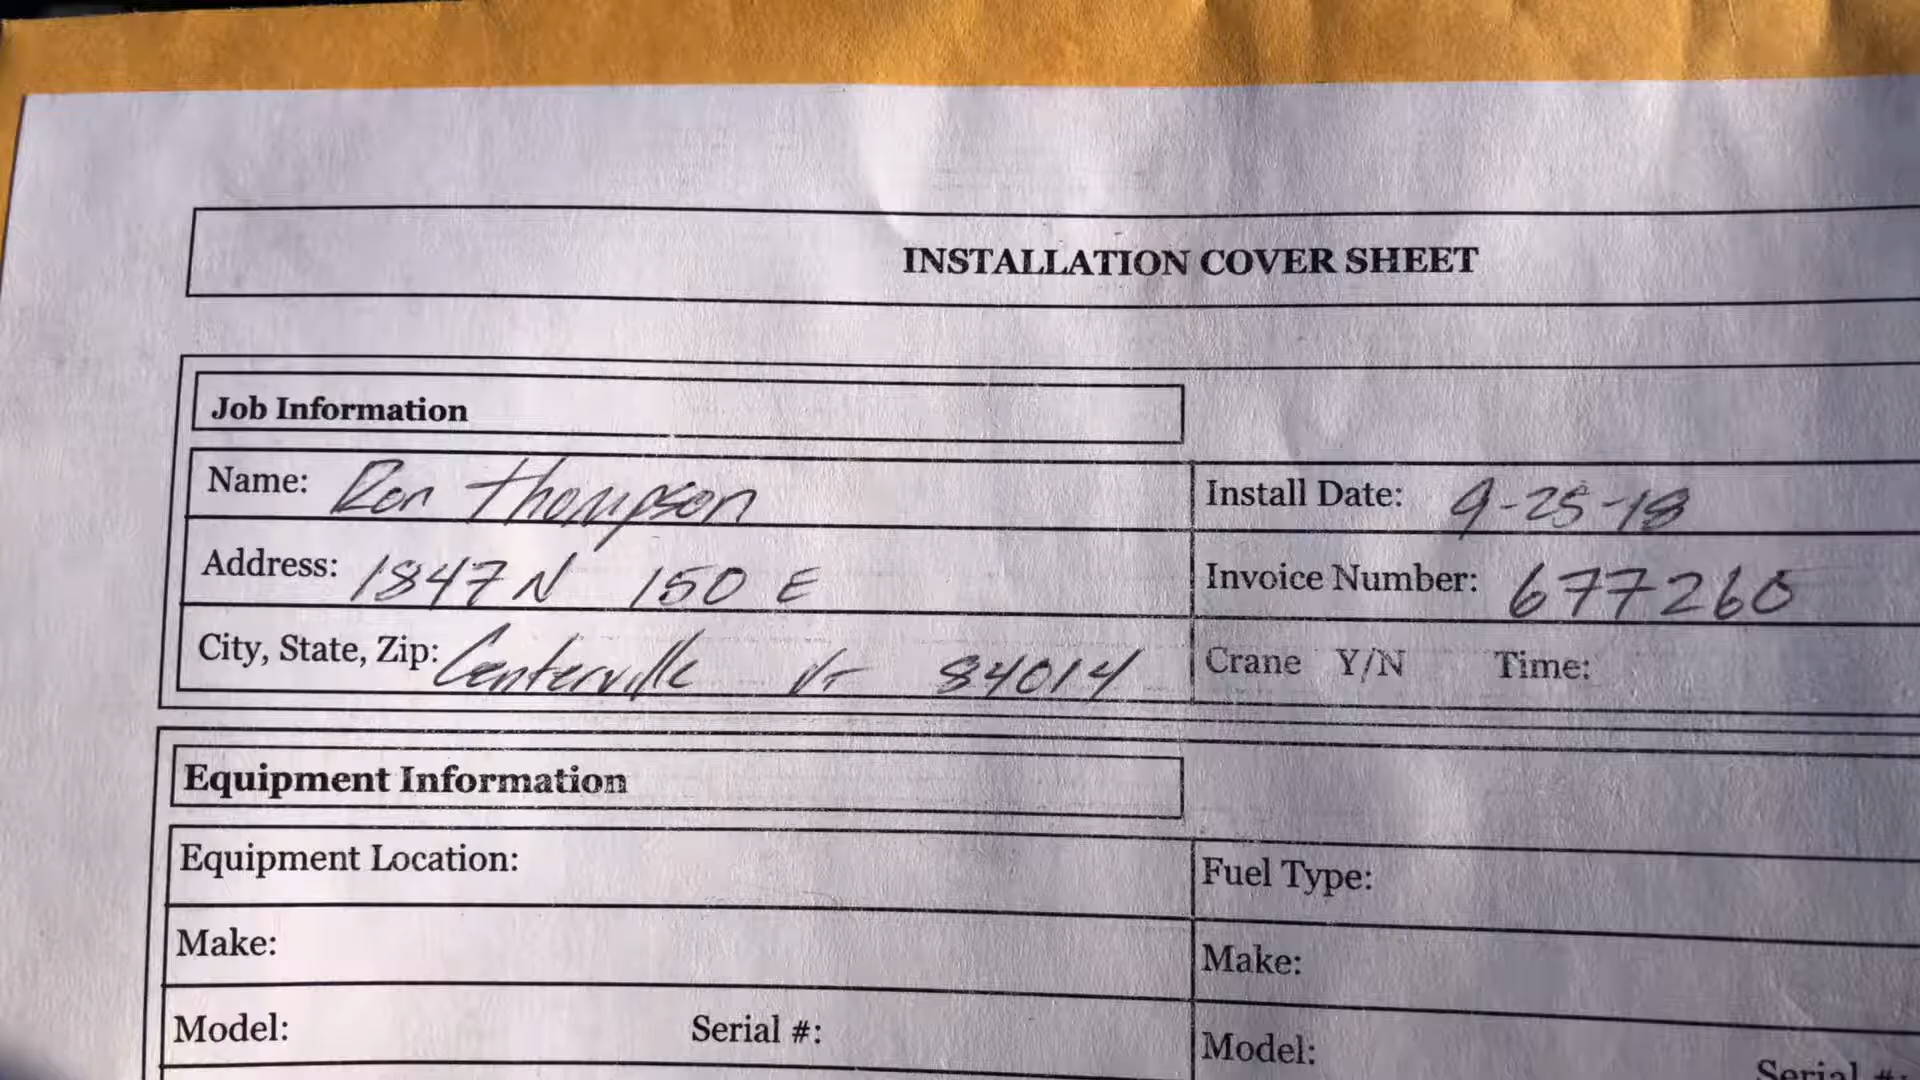 INSTALLATION COVER SHEET
Job Information
Name: Ron Thompson Install Date: 9-25-18
Address: 1847 N 150 E Invoice Number: 677260
City, State, Zip: Centerville UT 84014 Crane Y/N Time:
Equipment Information
Equipment Location: Fuel Type:
Make: Make:
Model: Serial #: Model: Serial #: